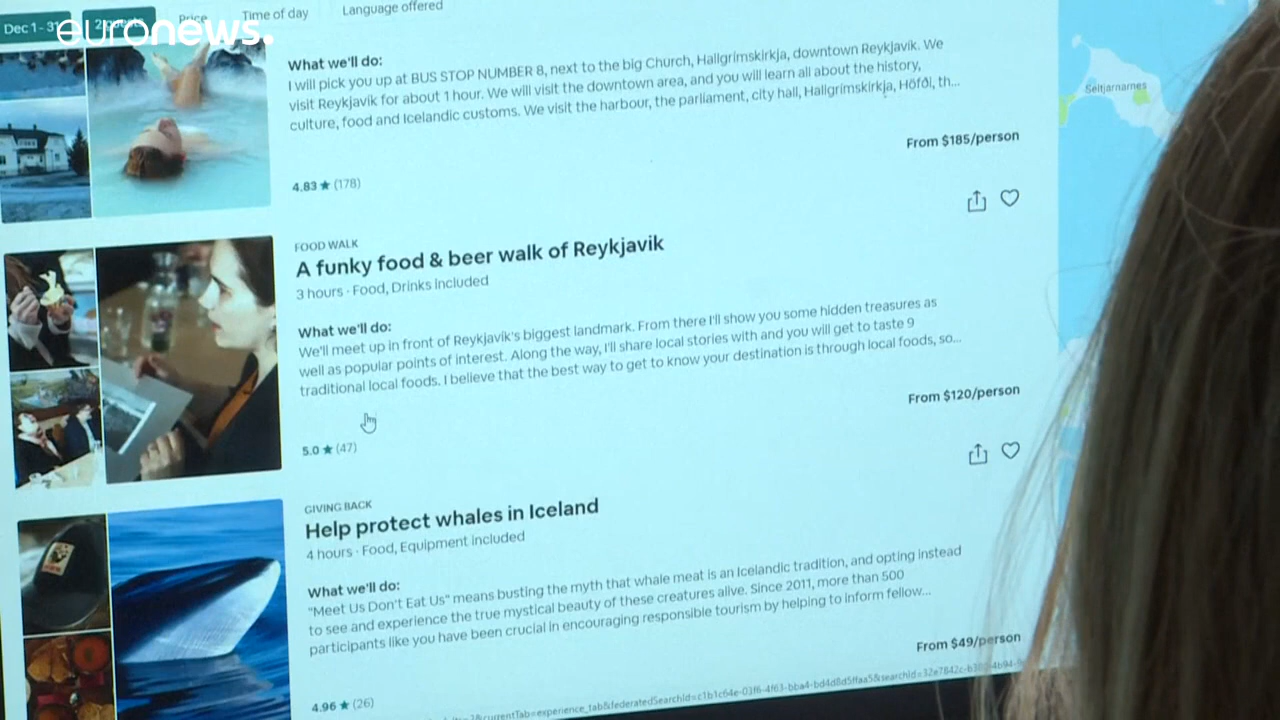 euronews.
Dec 1 - 31
2 guests
Price
Time of day
Language offered
What we'll do:
I will pick you up at BUS STOP NUMBER 8, next to the big Church, Hallgrímskirkja, downtown Reykjavík. We
visit Reykjavík for about 1 hour. We will visit the downtown area, and you will learn all about the history,
culture, food and Icelandic customs. We visit the harbour, the parliament, city hall, Hallgrímskirkja, Höfði, th...
From $185/person
4.83 ★ (178)
FOOD WALK
A funky food & beer walk of Reykjavik
3 hours · Food, Drinks included
What we'll do:
We'll meet up in front of Reykjavík's biggest landmark. From there I'll show you some hidden treasures as
well as popular points of interest. Along the way, I'll share local stories with and you will get to taste 9
traditional local foods. I believe that the best way to get to know your destination is through local foods, so...
From $120/person
5.0 ★ (47)
GIVING BACK
Help protect whales in Iceland
4 hours · Food, Equipment included
What we'll do:
"Meet Us Don't Eat Us" means busting the myth that whale meat is an Icelandic tradition, and opting instead
to see and experience the true mystical beauty of these creatures alive. Since 2011, more than 500
participants like you have been crucial in encouraging responsible tourism by helping to inform fellow...
From $49/person
4.96 ★ (26)
Seltjarnarnes